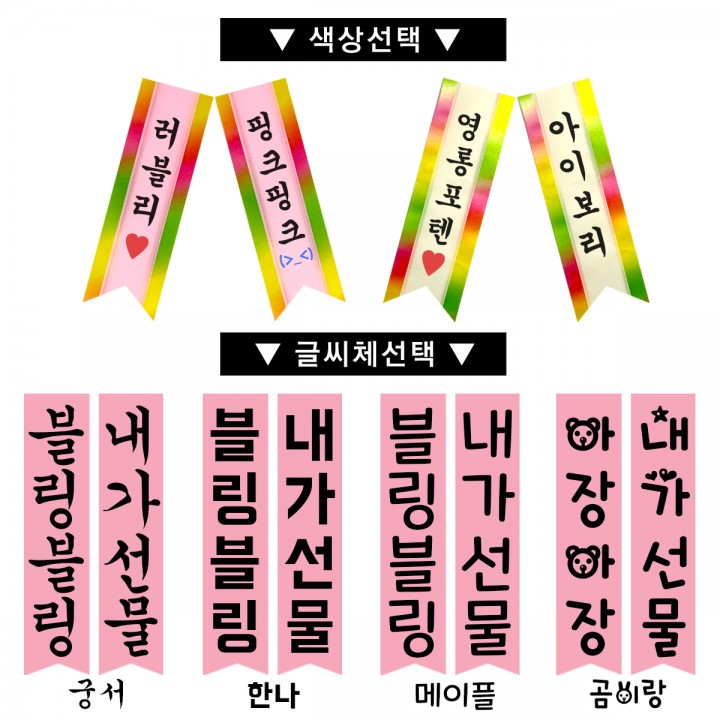 ▼ 색상선택 ▼
러블리♥
핑크핑크(>_<)
영롱포텐♥
아이보리
▼ 글씨체선택 ▼
블링블링
내가선물
블링블링
내가선물
블링블링
내가선물
아장아장
내가선물
궁서
한나
메이플
곰이랑